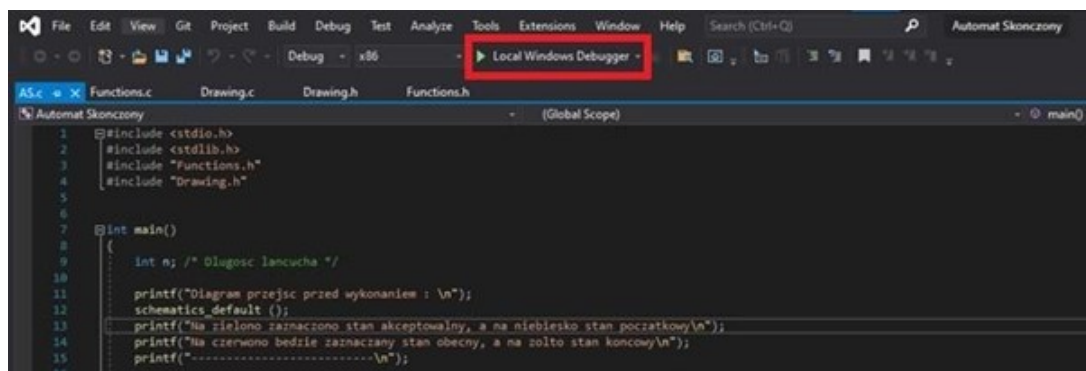 File Edit View Git Project Build Debug Test Analyze Tools Extensions Window Help Search (Ctrl+Q) Automat Skonczony
Debug x86 Local Windows Debugger
AS.c Functions.c Drawing.c Drawing.h Functions.h
Automat Skonczony (Global Scope) main()
1 #include <stdio.h>
2 #include <stdlib.h>
3 #include "Functions.h"
4 #include "Drawing.h"
5
6
7 int main()
8 {
9 int n; /* Dlugosc lancucha */
10
11 printf("Diagram przejsc przed wykonaniem : \n");
12 schematics_default ();
13 printf("Na zielono zaznaczono stan akceptowalny, a na niebiesko stan poczatkowy\n");
14 printf("Na czerwono bedzie zaznaczany stan obecny, a na zolto stan koncowy\n");
15 printf("--------------------------\n");